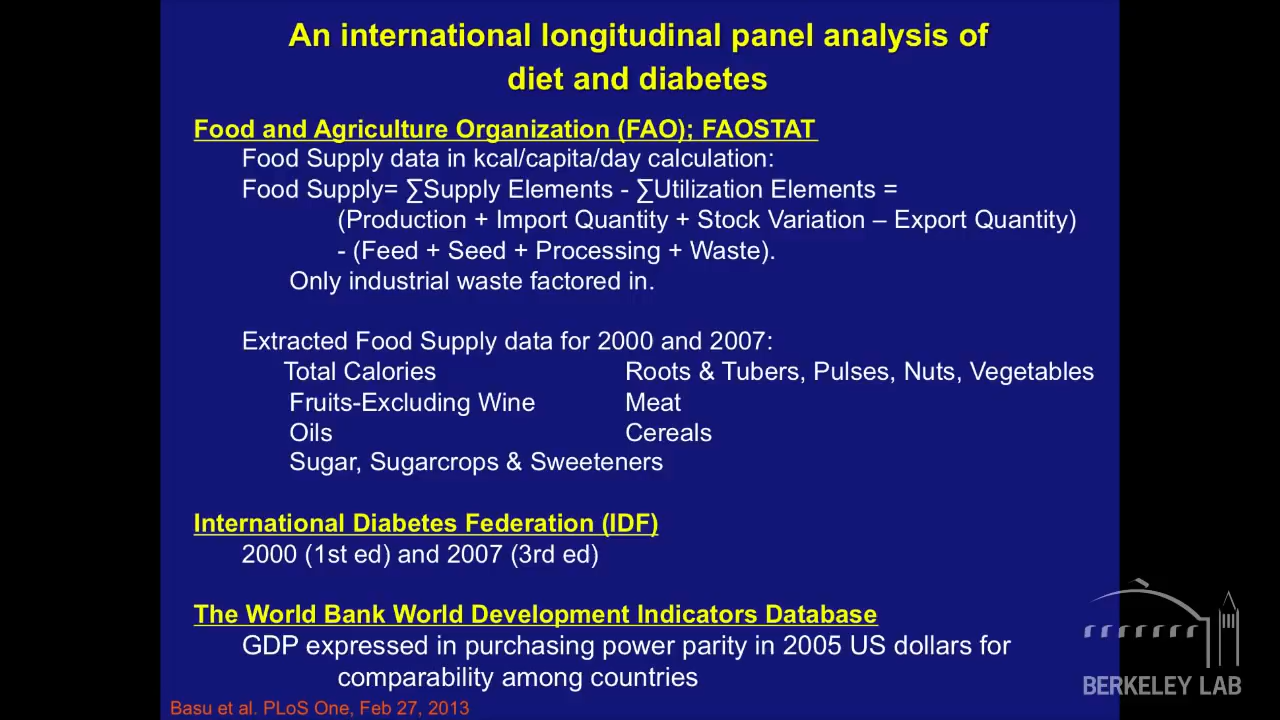 An international longitudinal panel analysis of
diet and diabetes
Food and Agriculture Organization (FAO); FAOSTAT
Food Supply data in kcal/capita/day calculation:
Food Supply= ∑Supply Elements - ∑Utilization Elements =
(Production + Import Quantity + Stock Variation – Export Quantity)
- (Feed + Seed + Processing + Waste).
Only industrial waste factored in.
Extracted Food Supply data for 2000 and 2007:
Total Calories Roots & Tubers, Pulses, Nuts, Vegetables
Fruits-Excluding Wine Meat
Oils Cereals
Sugar, Sugarcrops & Sweeteners
International Diabetes Federation (IDF)
2000 (1st ed) and 2007 (3rd ed)
The World Bank World Development Indicators Database
GDP expressed in purchasing power parity in 2005 US dollars for
comparability among countries
Basu et al. PLoS One, Feb 27, 2013
BERKELEY LAB